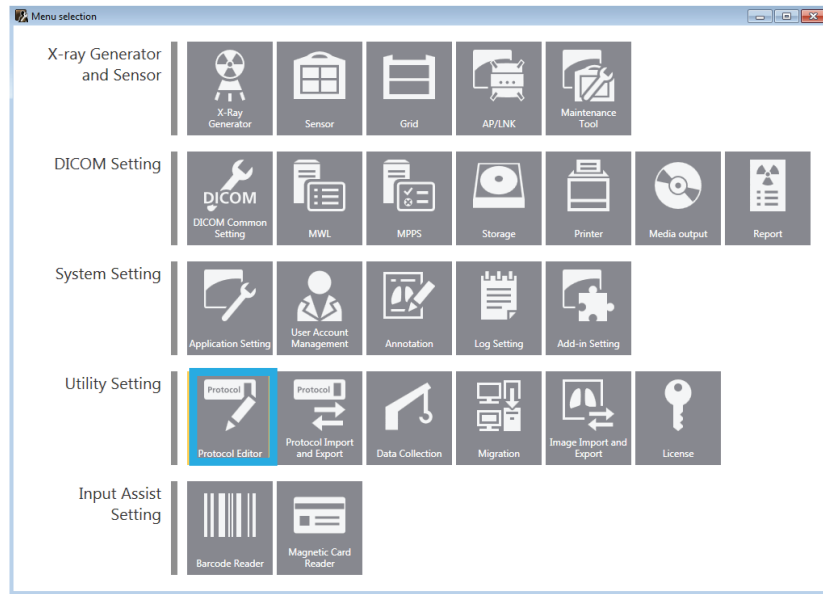 Menu selection
X-ray Generator
and Sensor
X-Ray
Generator
Sensor
Grid
AP/LNK
Maintenance
Tool
DICOM Setting
DICOM
DICOM Common
Setting
MWL
MPPS
Storage
Printer
Media output
Report
System Setting
Application Setting
User Account
Management
Annotation
Log Setting
Add-in Setting
Utility Setting
Protocol
Protocol Editor
Protocol
Protocol Import
and Export
Data Collection
Migration
Image Import and
Export
License
Input Assist
Setting
Barcode Reader
Magnetic Card
Reader